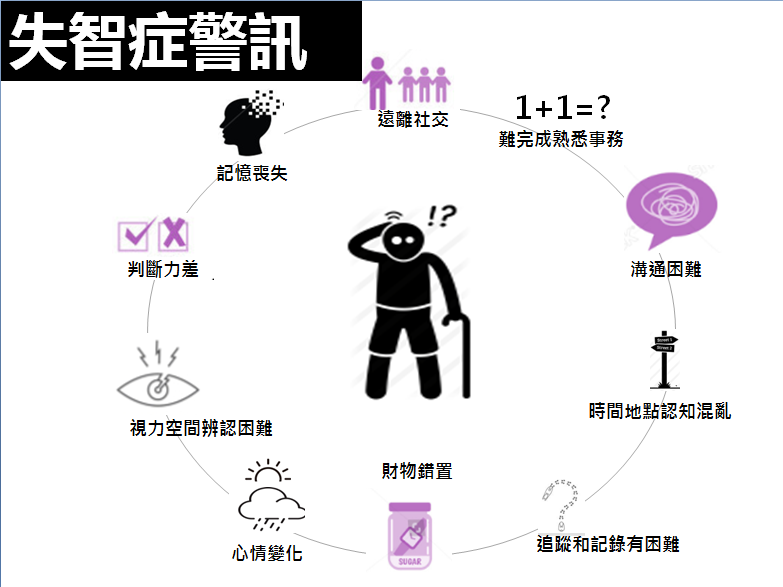 失智症警訊
遠離社交
1+1=?
難完成熟悉事務
溝通困難
Street 1
Street 2
時間地點認知混亂
追蹤和記錄有困難
財物錯置
SUGAR
心情變化
視力空間辨認困難
判斷力差
記憶喪失
!?